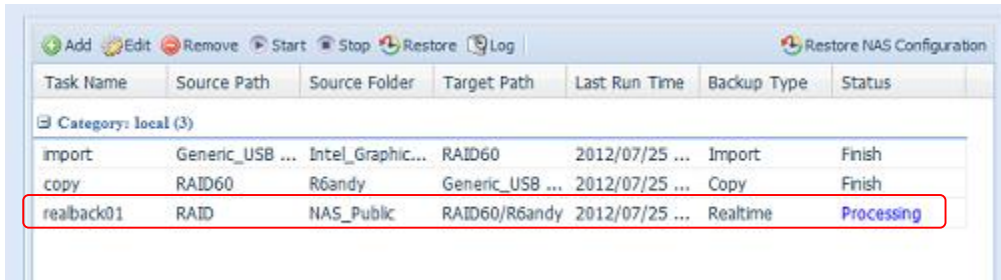 Add Edit Remove Start Stop Restore Log Restore NAS Configuration
Task Name Source Path Source Folder Target Path Last Run Time Backup Type Status
Category: local (3)
import Generic_USB ... Intel_Graphic... RAID60 2012/07/25 ... Import Finish
copy RAID60 R6andy Generic_USB ... 2012/07/25 ... Copy Finish
realback01 RAID NAS_Public RAID60/R6andy 2012/07/25 ... Realtime Processing